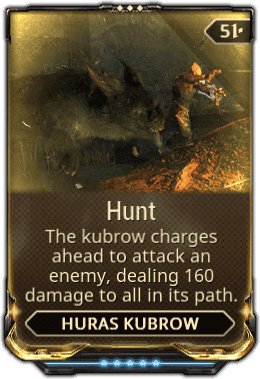 51
Hunt
The kubrow charges
ahead to attack an
enemy, dealing 160
damage to all in its path.
HURAS KUBROW